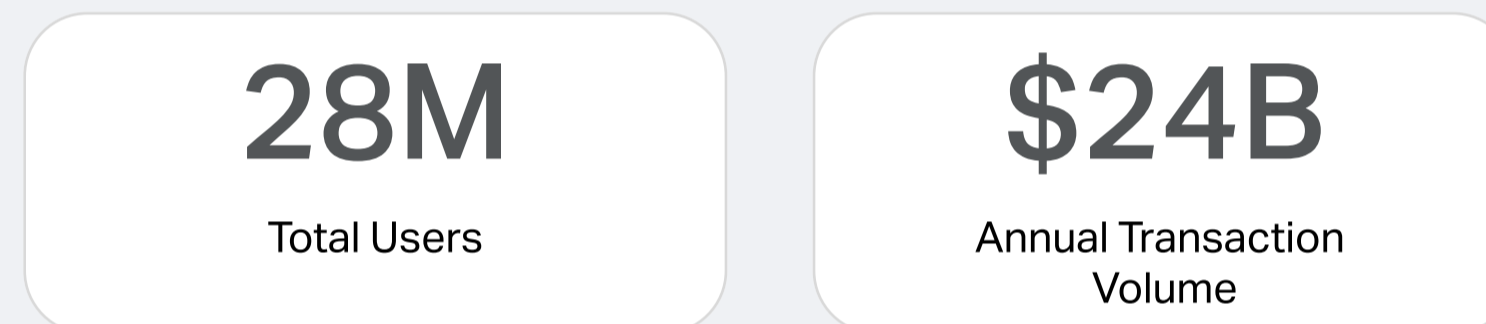 28M
Total Users
$24B
Annual Transaction
Volume